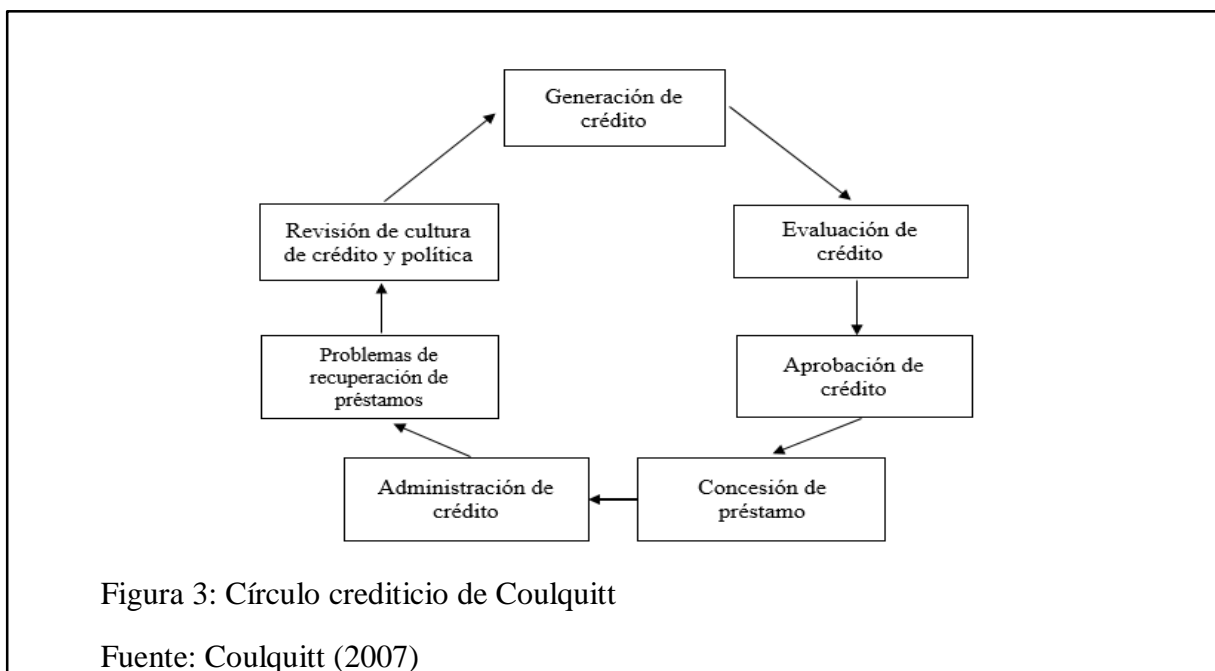 Generación de
crédito
Revisión de cultura
de crédito y política
Evaluación de
crédito
Problemas de
recuperación de
préstamos
Aprobación de
crédito
Administración de
crédito
Concesión de
préstamo
Figura 3: Círculo crediticio de Coulquitt
Fuente: Coulquitt (2007)